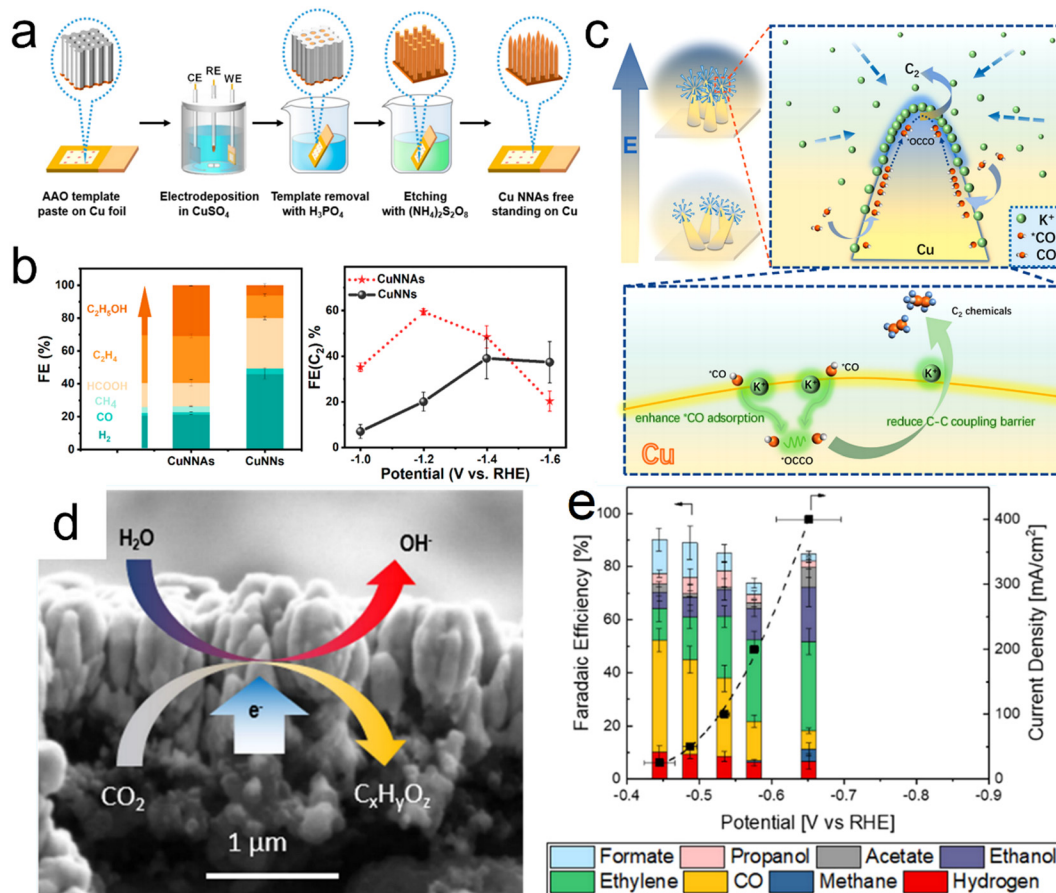 a
CE
RE
WE
AAO template
paste on Cu foil
Electrodeposition
in CuSO₄
Template removal
with H₃PO₄
Etching
with (NH₄)₂S₂O₈
Cu NNAs free
standing on Cu
b
FE (%)
100
80
60
40
20
0
C₂H₅OH
C₂H₄
HCOOH
CH₄
CO
H₂
CuNNAs
CuNNs
FE(C₂) %
60
40
20
0
CuNNAs
CuNNs
-1.0
-1.2
-1.4
-1.6
Potential (V vs. RHE)
c
E
C₂
*OCCO
Cu
K⁺
*CO
CO
C₂ chemicals
*CO
K⁺
K⁺
*CO
K⁺
enhance *CO adsorption
reduce C-C coupling barrier
*OCCO
Cu
d
H₂O
OH⁻
e⁻
CO₂
CₓHᵧO_z
1 μm
e
Faradaic Efficiency [%]
100
80
60
40
20
0
Current Density [mA/cm²]
400
300
200
100
0
-0.4
-0.5
-0.6
-0.7
-0.8
-0.9
Potential [V vs RHE]
Formate
Propanol
Acetate
Ethanol
Ethylene
CO
Methane
Hydrogen